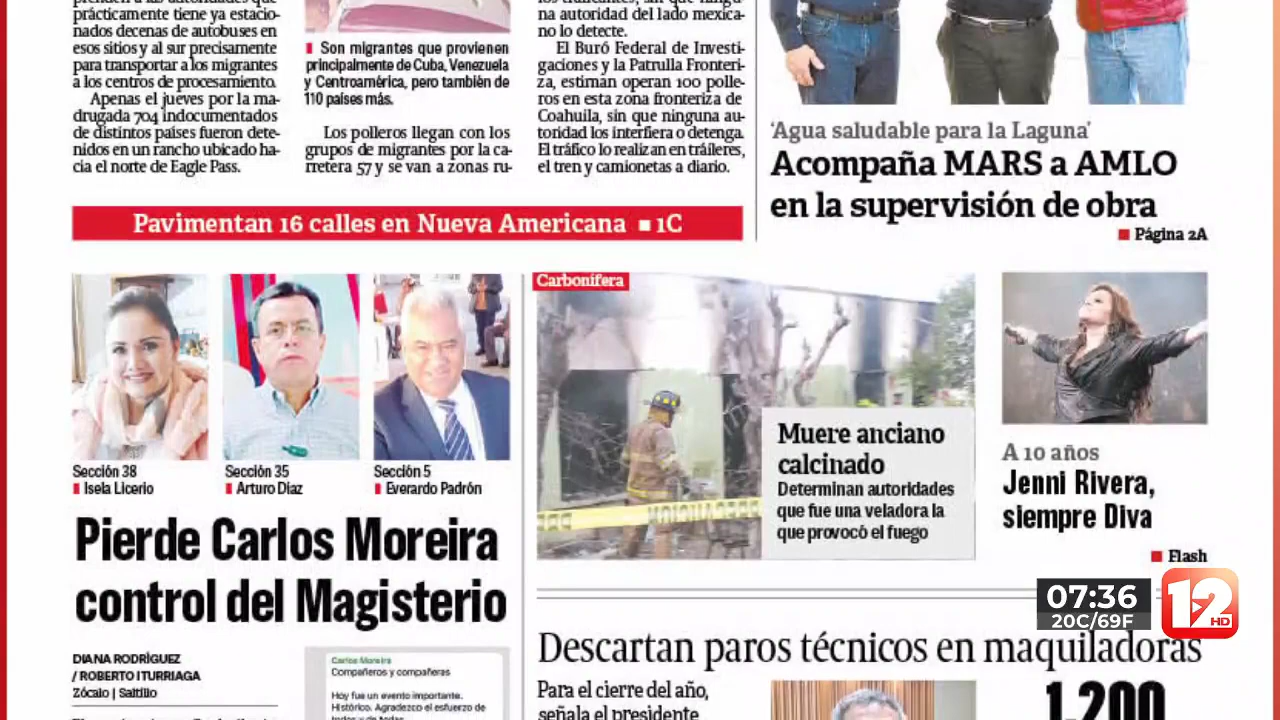 prácticamente tiene ya estacio-
nados decenas de autobuses en
esos sitios y al sur precisamente
para transportar a los migrantes
a los centros de procesamiento.
Apenas el jueves por la ma-
drugada 704 indocumentados
de distintos países fueron dete-
nidos en un rancho ubicado ha-
cia el norte de Eagle Pass.
Son migrantes que provienen
principalmente de Cuba, Venezuela
y Centroamérica, pero también de
110 países más.
Los polleros llegan con los
grupos de migrantes por la ca-
rretera 57 y se van a zonas ru-
na autoridad del lado mexica-
no lo detecte.
El Buró Federal de Investi-
gaciones y la Patrulla Fronteri-
za, estiman operan 100 polle-
ros en esta zona fronteriza de
Coahuila, sin que ninguna au-
toridad los interfiera o detenga.
El tráfico lo realizan en tráileres,
el tren y camionetas a diario.
'Agua saludable para la Laguna'
Acompaña MARS a AMLO
en la supervisión de obra
Página 2A
Pavimentan 16 calles en Nueva Americana ■ 1C
Sección 38
Isela Licerio
Sección 35
Arturo Díaz
Sección 5
Everardo Padrón
Pierde Carlos Moreira
control del Magisterio
DIANA RODRÍGUEZ
/ ROBERTO ITURRIAGA
Zócalo | Saltillo
Carlos Moreira
Compañeros y compañeras
Hoy fue un evento importante.
Histórico. Agradezco el esfuerzo de
todos y de todas
Carbonífera
Muere anciano
calcinado
Determinan autoridades
que fue una veladora la
que provocó el fuego
A 10 años
Jenni Rivera,
siempre Diva
Flash
07:36
20C/69F
12
HD
Descartan paros técnicos en maquiladoras
Para el cierre del año,
señala el presidente
1,200